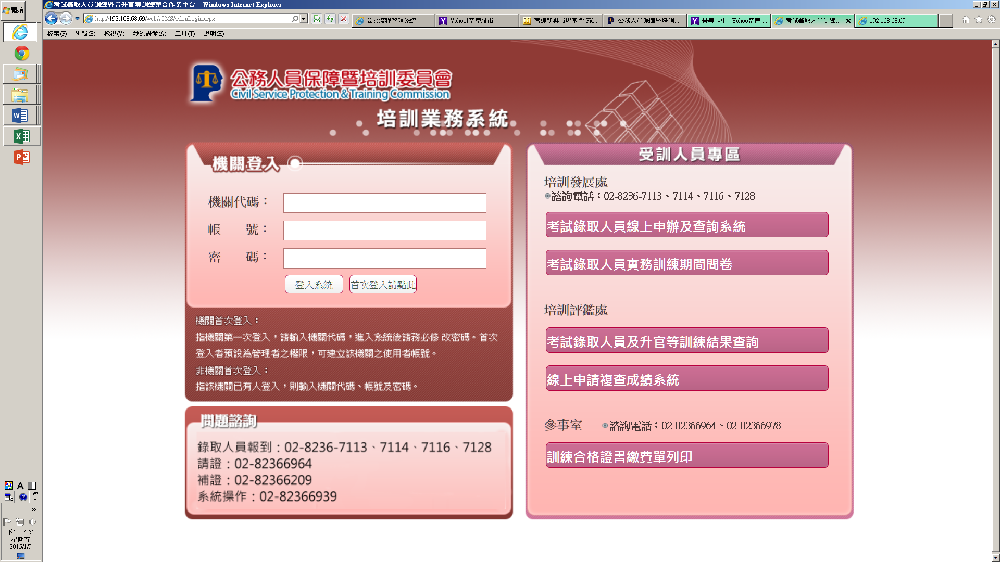 開始
考試錄取人員訓練暨晉升官等訓練整合作業平台 - Windows Internet Explorer
http://192.168.68.69/webACMS/wfrmLogin.aspx
公文流程管理系統
Yahoo!奇摩股市
富達新興市場基金-Fid...
公務人員保障暨培訓...
景美國中 - Yahoo奇摩 ...
考試錄取人員訓練...
192.168.68.69
檔案(F)
編輯(E)
檢視(V)
我的最愛(A)
工具(T)
說明(H)
公務人員保障暨培訓委員會
Civil Service Protection & Training Commission
培訓業務系統
機關登入
機關代碼：
帳 號：
密 碼：
登入系統
首次登入請點此
機關首次登入：
指機關第一次登入，請輸入機關代碼，進入系統後請務必修 改密碼。首次
登入者預設為管理者之權限，可建立該機關之使用者帳號。
非機關首次登入：
指該機關已有人登入，則輸入機關代碼、帳號及密碼。
問題諮詢
錄取人員報到：02-8236-7113、7114、7116、7128
請證：02-82366964
補證：02-82366209
系統操作：02-82366939
受訓人員專區
培訓發展處
諮詢電話：02-8236-7113、7114、7116、7128
考試錄取人員線上申辦及查詢系統
考試錄取人員實務訓練期間問卷
培訓評鑑處
考試錄取人員及升官等訓練結果查詢
線上申請複查成績系統
參事室 諮詢電話：02-82366964、02-82366978
訓練合格證書繳費單列印
下午 04:31
星期五
2015/1/9